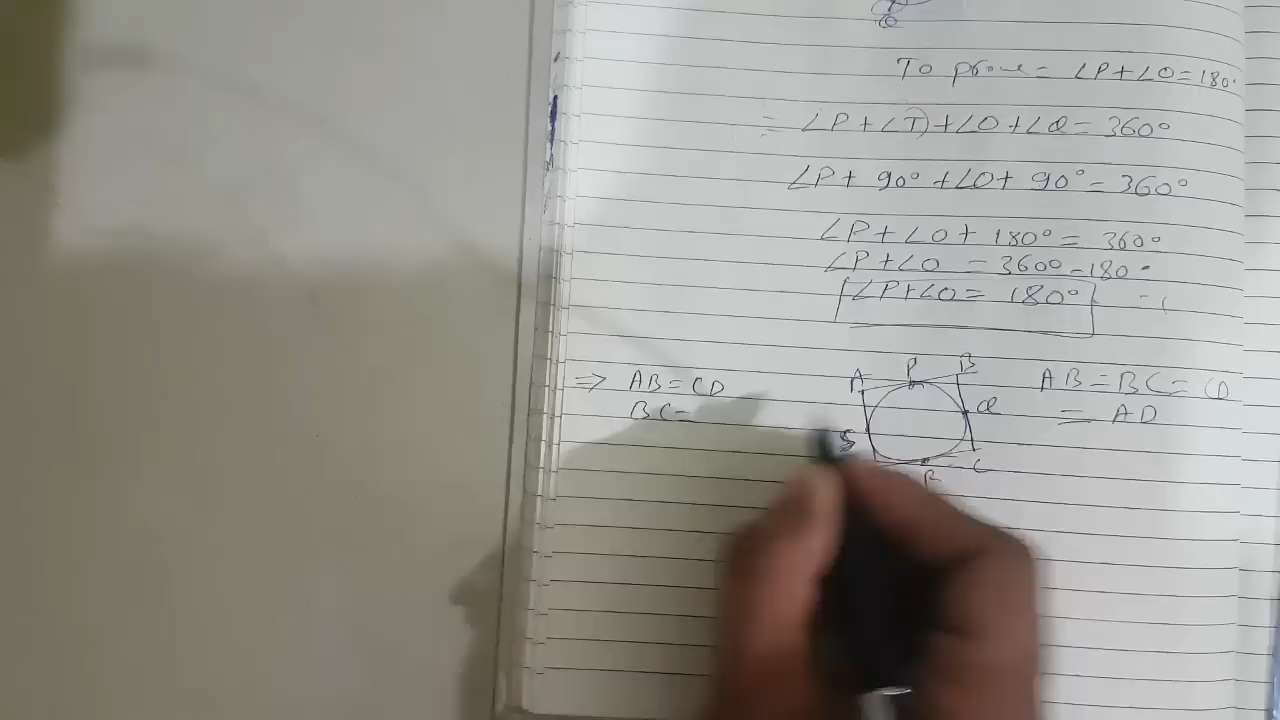 Q
To prove = ∠P+∠O=180°
= ∠P+∠T+∠O+∠Q=360°
∠P+ 90° +∠O+ 90°=360°
∠P+∠O+ 180°= 360°
∠P+∠O = 360°-180°
∠P+∠O= 180°
⇒ AB=CD
BC=
A P B
Q
S
R C
AB=BC=CD
= AD